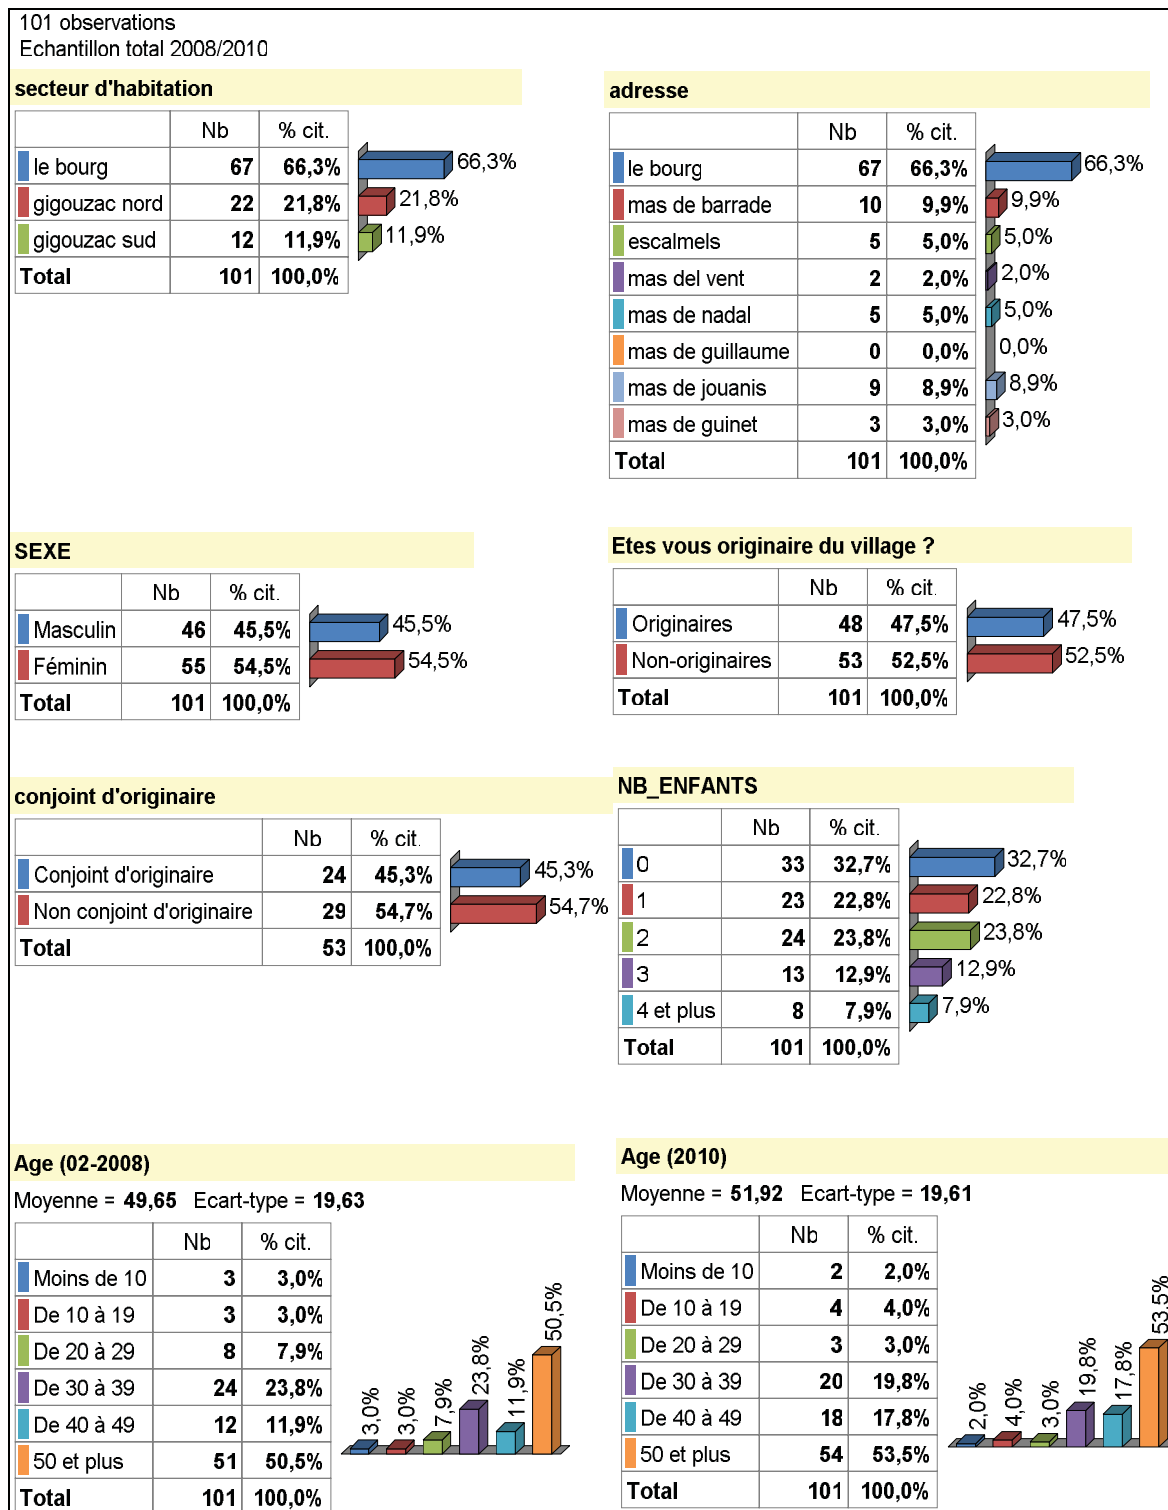 101 observations
Echantillon total 2008/2010
secteur d'habitation
Nb % cit.
le bourg 67 66,3% 66,3%
gigouzac nord 22 21,8% 21,8%
gigouzac sud 12 11,9% 11,9%
Total 101 100,0%
adresse
Nb % cit.
le bourg 67 66,3% 66,3%
mas de barrade 10 9,9% 9,9%
escalmels 5 5,0% 5,0%
mas del vent 2 2,0% 2,0%
mas de nadal 5 5,0% 5,0%
mas de guillaume 0 0,0% 0,0%
mas de jouanis 9 8,9% 8,9%
mas de guinet 3 3,0% 3,0%
Total 101 100,0%
SEXE
Nb % cit.
Masculin 46 45,5% 45,5%
Féminin 55 54,5% 54,5%
Total 101 100,0%
Etes vous originaire du village ?
Nb % cit.
Originaires 48 47,5% 47,5%
Non-originaires 53 52,5% 52,5%
Total 101 100,0%
conjoint d'originaire
Nb % cit.
Conjoint d'originaire 24 45,3% 45,3%
Non conjoint d'originaire 29 54,7% 54,7%
Total 53 100,0%
NB_ENFANTS
Nb % cit.
0 33 32,7% 32,7%
1 23 22,8% 22,8%
2 24 23,8% 23,8%
3 13 12,9% 12,9%
4 et plus 8 7,9% 7,9%
Total 101 100,0%
Age (02-2008)
Moyenne = 49,65 Ecart-type = 19,63
Nb % cit.
Moins de 10 3 3,0%
De 10 à 19 3 3,0%
De 20 à 29 8 7,9%
De 30 à 39 24 23,8%
De 40 à 49 12 11,9%
50 et plus 51 50,5%
Total 101 100,0%
3,0% 3,0% 7,9% 23,8% 11,9% 50,5%
Age (2010)
Moyenne = 51,92 Ecart-type = 19,61
Nb % cit.
Moins de 10 2 2,0%
De 10 à 19 4 4,0%
De 20 à 29 3 3,0%
De 30 à 39 20 19,8%
De 40 à 49 18 17,8%
50 et plus 54 53,5%
Total 101 100,0%
2,0% 4,0% 3,0% 19,8% 17,8% 53,5%